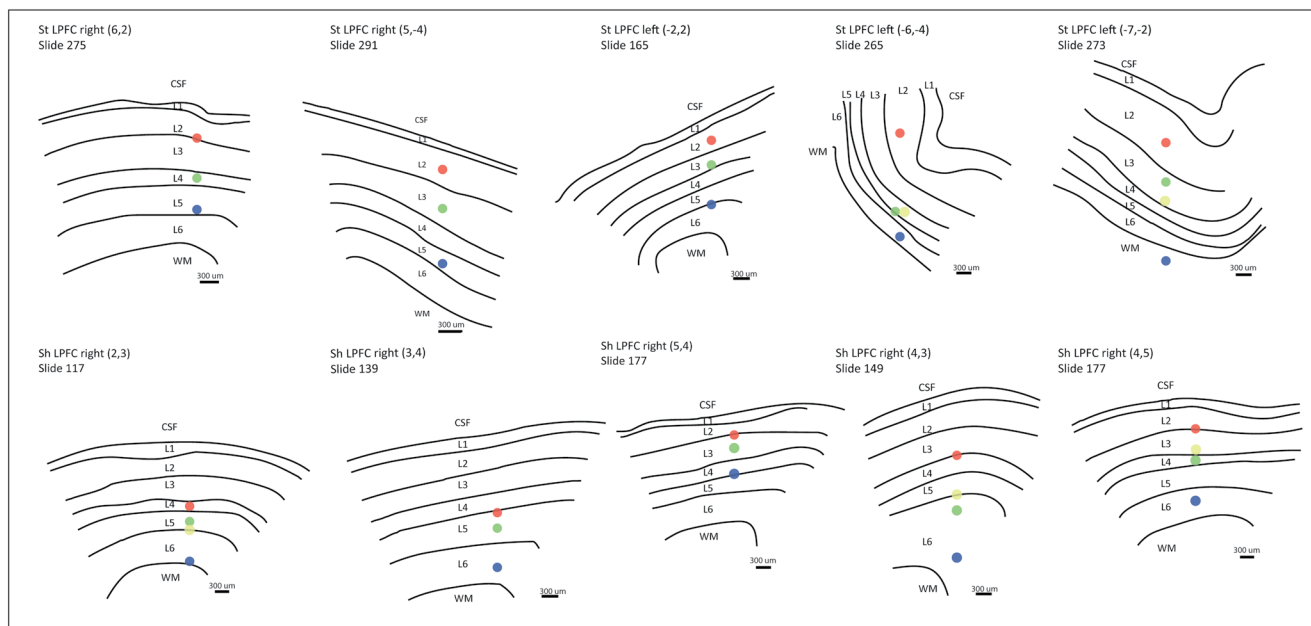 St LPFC right (6,2)
Slide 275
CSF
L1
L2
L3
L4
L5
L6
WM
300 um
St LPFC right (5,-4)
Slide 291
CSF
L1
L2
L3
L4
L5
L6
WM
300 um
St LPFC left (-2,2)
Slide 165
CSF
L1
L2
L3
L4
L5
L6
WM
300 um
St LPFC left (-6,-4)
Slide 265
L5 L4 L3 L2 L1
CSF
L6
WM
300 um
St LPFC left (-7,-2)
Slide 273
CSF
L1
L2
L3
L4
L5
L6
WM
300 um
Sh LPFC right (2,3)
Slide 117
CSF
L1
L2
L3
L4
L5
L6
WM
300 um
Sh LPFC right (3,4)
Slide 139
CSF
L1
L2
L3
L4
L5
L6
WM
300 um
Sh LPFC right (5,4)
Slide 177
CSF
L1
L2
L3
L4
L5
L6
WM
300 um
Sh LPFC right (4,3)
Slide 149
CSF
L1
L2
L3
L4
L5
L6
WM
300 um
Sh LPFC right (4,5)
Slide 177
CSF
L1
L2
L3
L4
L5
L6
WM
300 um